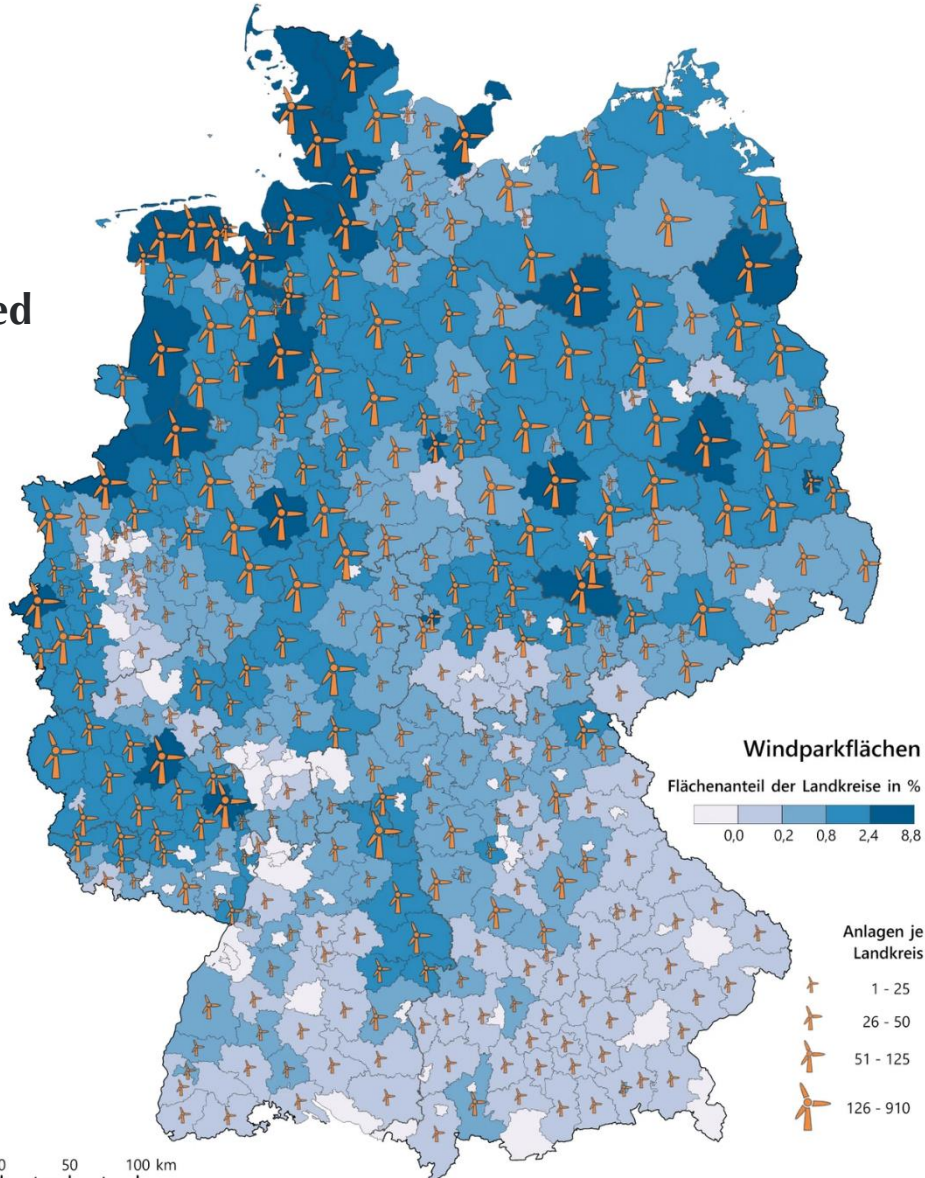 ed
Windparkflächen
Flächenanteil der Landkreise in %
0,0 0,2 0,8 2,4 8,8
Anlagen je
Landkreis
1 - 25
26 - 50
51 - 125
126 - 910
0 50 100 km